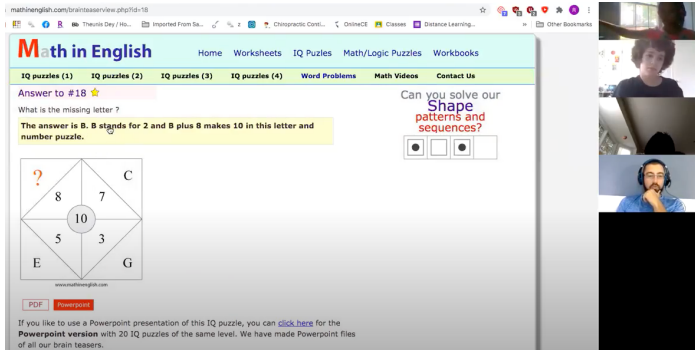 mathinenglish.com/brainteaserview.php?id=18
Theunis Dey / Ho...
Imported From Sa...
Chiropractic Conti...
OnlineCE
Classes
Distance Learning...
»
Other Bookmarks
Math in English
Home Worksheets IQ Puzles Math/Logic Puzzles Workbooks
IQ puzzles (1) IQ puzzles (2) IQ puzzles (3) IQ puzzles (4) Word Problems Math Videos Contact Us
Answer to #18
What is the missing letter ?
The answer is B. B stands for 2 and B plus 8 makes 10 in this letter and
number puzzle.
Can you solve our
Shape
patterns and
sequences?
? C
8 7
10
5 3
E G
www.mathinenglish.com
PDF Powerpoint
If you like to use a Powerpoint presentation of this IQ puzzle, you can click here for the
Powerpoint version with 20 IQ puzzles of the same level. We have made Powerpoint files
of all our brain teasers.